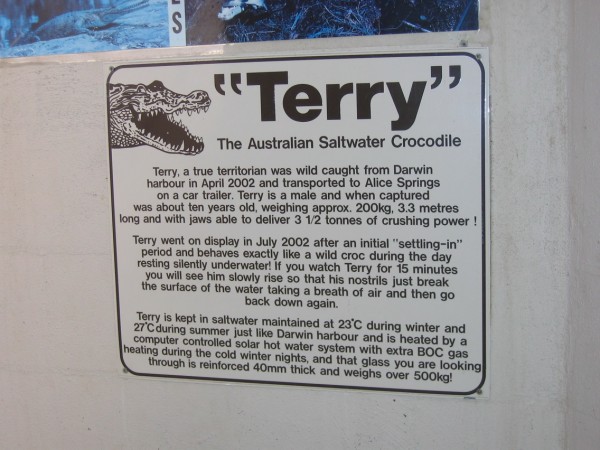 ES
"Terry"
The Australian Saltwater Crocodile
Terry, a true territorian was wild caught from Darwin
harbour in April 2002 and transported to Alice Springs
on a car trailer. Terry is a male and when captured
was about ten years old, weighing approx. 200kg, 3.3 metres
long and with jaws able to deliver 3 1/2 tonnes of crushing power !
Terry went on display in July 2002 after an initial "settling-in"
period and behaves exactly like a wild croc during the day
resting silently underwater! If you watch Terry for 15 minutes
you will see him slowly rise so that his nostrils just break
the surface of the water taking a breath of air and then go
back down again.
Terry is kept in saltwater maintained at 23°C during winter and
27°C during summer just like Darwin harbour and is heated by a
computer controlled solar hot water system with extra BOC gas
heating during the cold winter nights, and that glass you are looking
through is reinforced 40mm thick and weighs over 500kg!